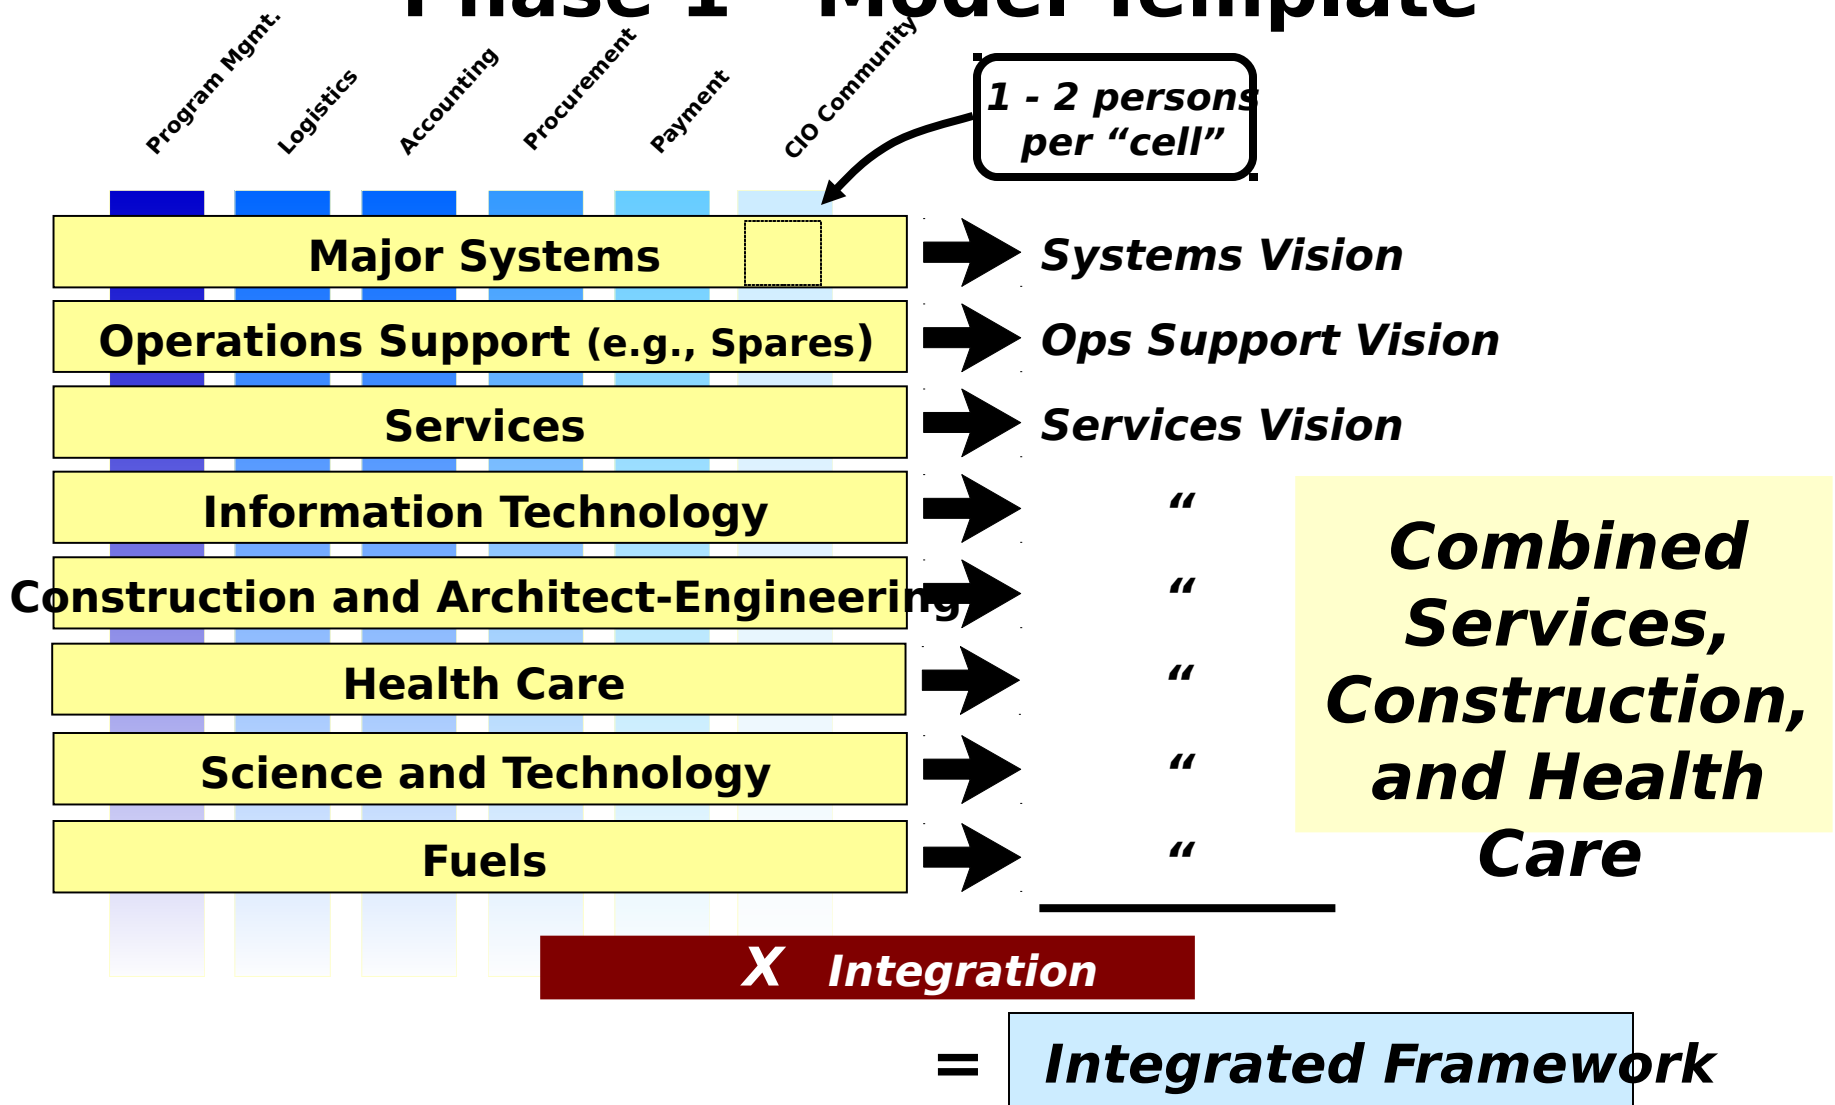 Phase 1 - Model Template
Program Mgmt.
Logistics
Accounting
Procurement
Payment
CIO Community
1 - 2 persons
per “cell”
Major Systems
Systems Vision
Operations Support (e.g., Spares)
Ops Support Vision
Services
Services Vision
Information Technology
“
Construction and Architect-Engineering
“
Health Care
“
Science and Technology
“
Fuels
“
Combined
Services,
Construction,
and Health
Care
X Integration
= Integrated Framework